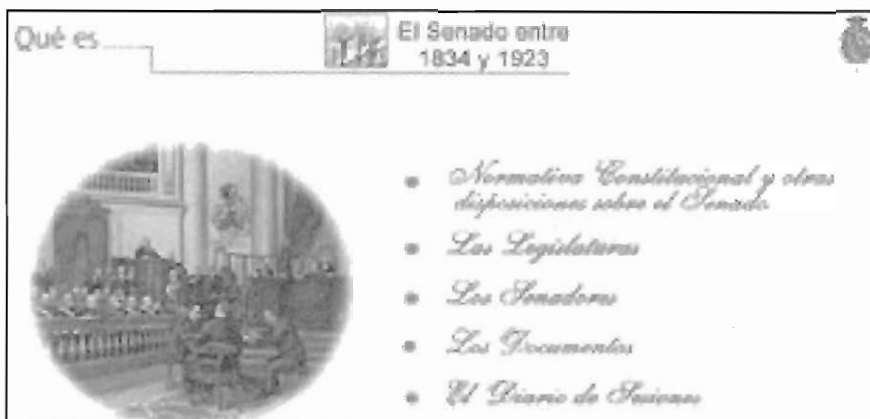 Qué es......
El Senado entre
1834 y 1923
Normativa Constitucional y otras
disposiciones sobre el Senado
Las Legislaturas
Los Senadores
Los Documentos
El Diario de Sesiones